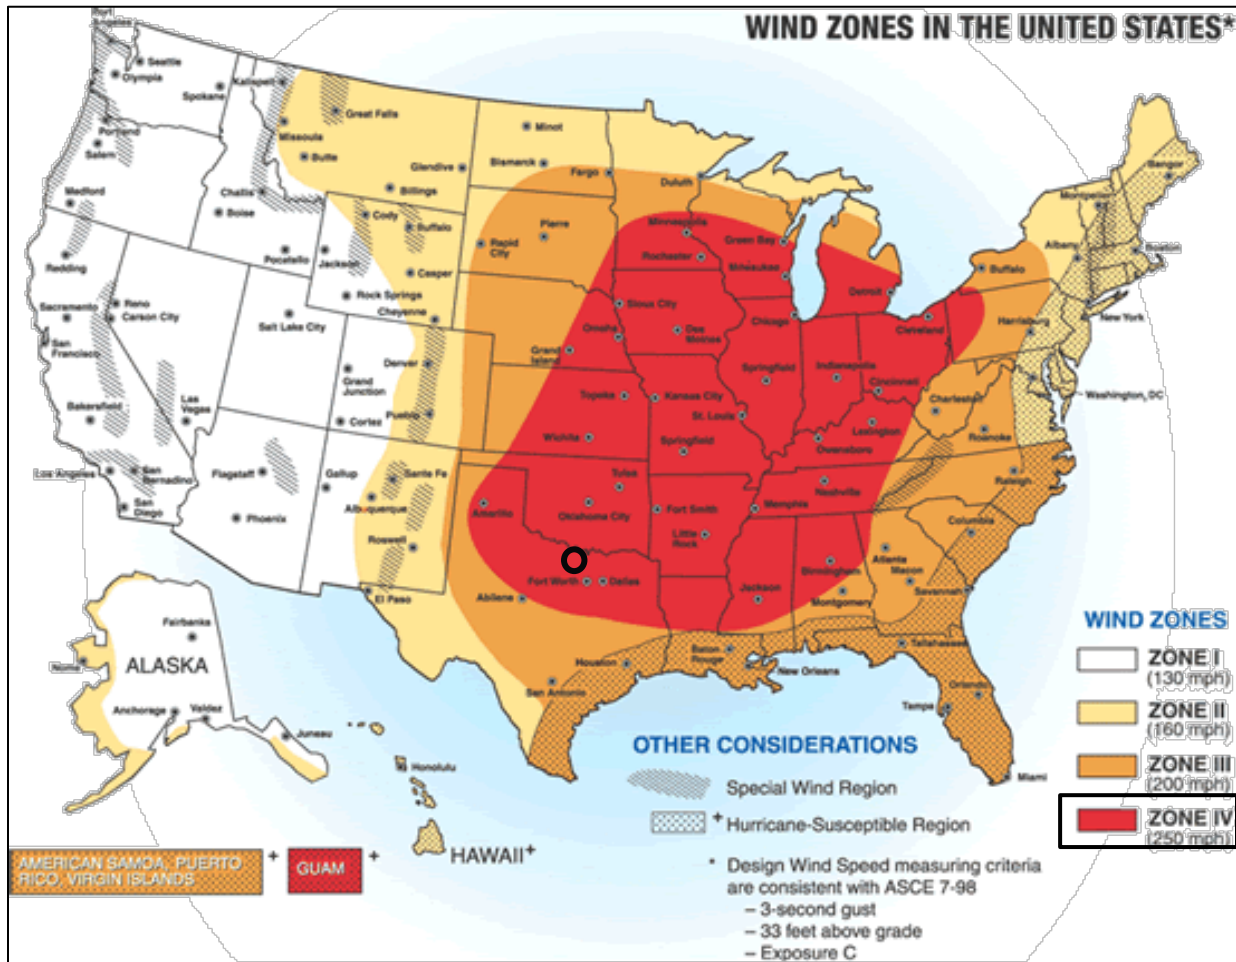 WIND ZONES IN THE UNITED STATES*
Port
Angeles
Seattle
Olympia
Spokane
Kalispell
Great Falls
Missoula
Butte
Glendive
Billings
Minot
Bismarck
Fargo
Duluth
Portland
Salem
Medford
Challis
Boise
Pocatello
Cody
Buffalo
Jackson
Casper
Rock Springs
Cheyenne
Rapid
City
Pierre
Minneapolis
Rochester
Green Bay
Milwaukee
Detroit
Buffalo
Albany
Montpelier
Bangor
Boston
New York
Redding
Reno
Carson City
Sacramento
San
Francisco
Salt Lake City
Sioux City
Omaha
Des
Moines
Chicago
Cleveland
Harrisburg
Grand
Island
Denver
Grand
Junction
Pueblo
Cortez
Las
Vegas
Bakersfield
Topeka
Kansas City
Springfield
Indianapolis
Cincinnati
Charleston
Washington, DC
Wichita
St. Louis
Springfield
Lexington
Owensboro
Roanoke
Raleigh
Los Angeles
San
Bernadino
San
Diego
Flagstaff
Phoenix
Gallup
Sante Fe
Albuquerque
Roswell
El Paso
Amarillo
Tulsa
Oklahoma City
Fort Smith
Little
Rock
Memphis
Nashville
Columbia
Atlanta
Macon
Birmingham
Montgomery
Savannah
Fort Worth
Dallas
Abilene
Jackson
Tallahassee
Houston
San Antonio
Baton
Rouge
New Orleans
Orlando
Tampa
Miami
Fairbanks
Nome
ALASKA
Anchorage
Valdez
Juneau
Honolulu
HAWAII+
AMERICAN SAMOA, PUERTO
RICO, VIRGIN ISLANDS
+
GUAM
+
OTHER CONSIDERATIONS
Special Wind Region
+ Hurricane-Susceptible Region
* Design Wind Speed measuring criteria
are consistent with ASCE 7-98
– 3-second gust
– 33 feet above grade
– Exposure C
WIND ZONES
ZONE I
(130 mph)
ZONE II
(160 mph)
ZONE III
(200 mph)
ZONE IV
(250 mph)